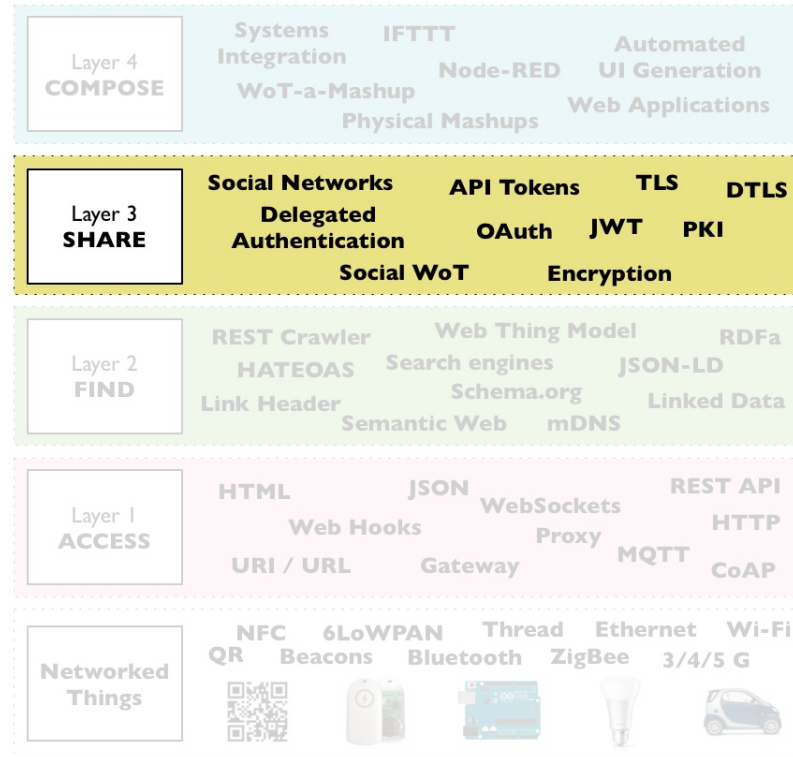 Layer 4
COMPOSE
Systems
Integration
IFTTT
Node-RED
Automated
UI Generation
WoT-a-Mashup
Physical Mashups
Web Applications
Layer 3
SHARE
Social Networks
API Tokens
TLS
DTLS
Delegated
Authentication
OAuth
JWT
PKI
Social WoT
Encryption
Layer 2
FIND
REST Crawler
Web Thing Model
RDFa
HATEOAS
Search engines
JSON-LD
Link Header
Schema.org
Linked Data
Semantic Web
mDNS
Layer 1
ACCESS
HTML
JSON
WebSockets
REST API
Web Hooks
Proxy
HTTP
URI / URL
Gateway
MQTT
CoAP
Networked
Things
NFC
6LoWPAN
Thread
Ethernet
Wi-Fi
QR
Beacons
Bluetooth
ZigBee
3/4/5 G